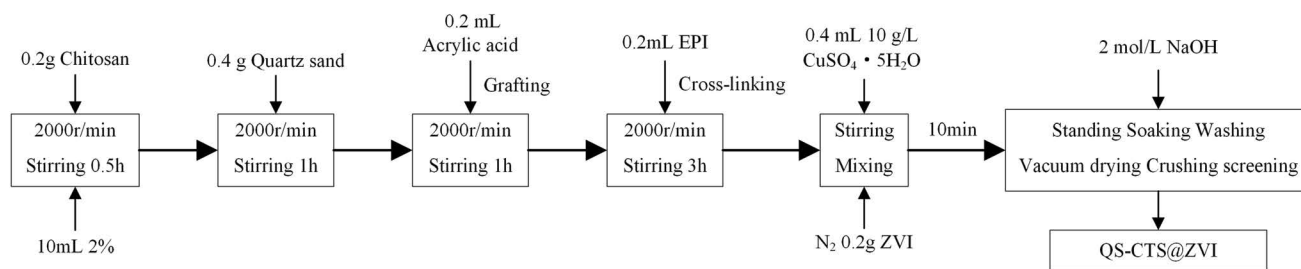 0.2g Chitosan
2000r/min
Stirring 0.5h
10mL 2%
0.4 g Quartz sand
2000r/min
Stirring 1h
0.2 mL
Acrylic acid
Grafting
2000r/min
Stirring 1h
0.2mL EPI
Cross-linking
2000r/min
Stirring 3h
0.4 mL 10 g/L
CuSO₄・5H₂O
Stirring
Mixing
N₂ 0.2g ZVI
10min
2 mol/L NaOH
Standing Soaking Washing
Vacuum drying Crushing screening
QS-CTS@ZVI